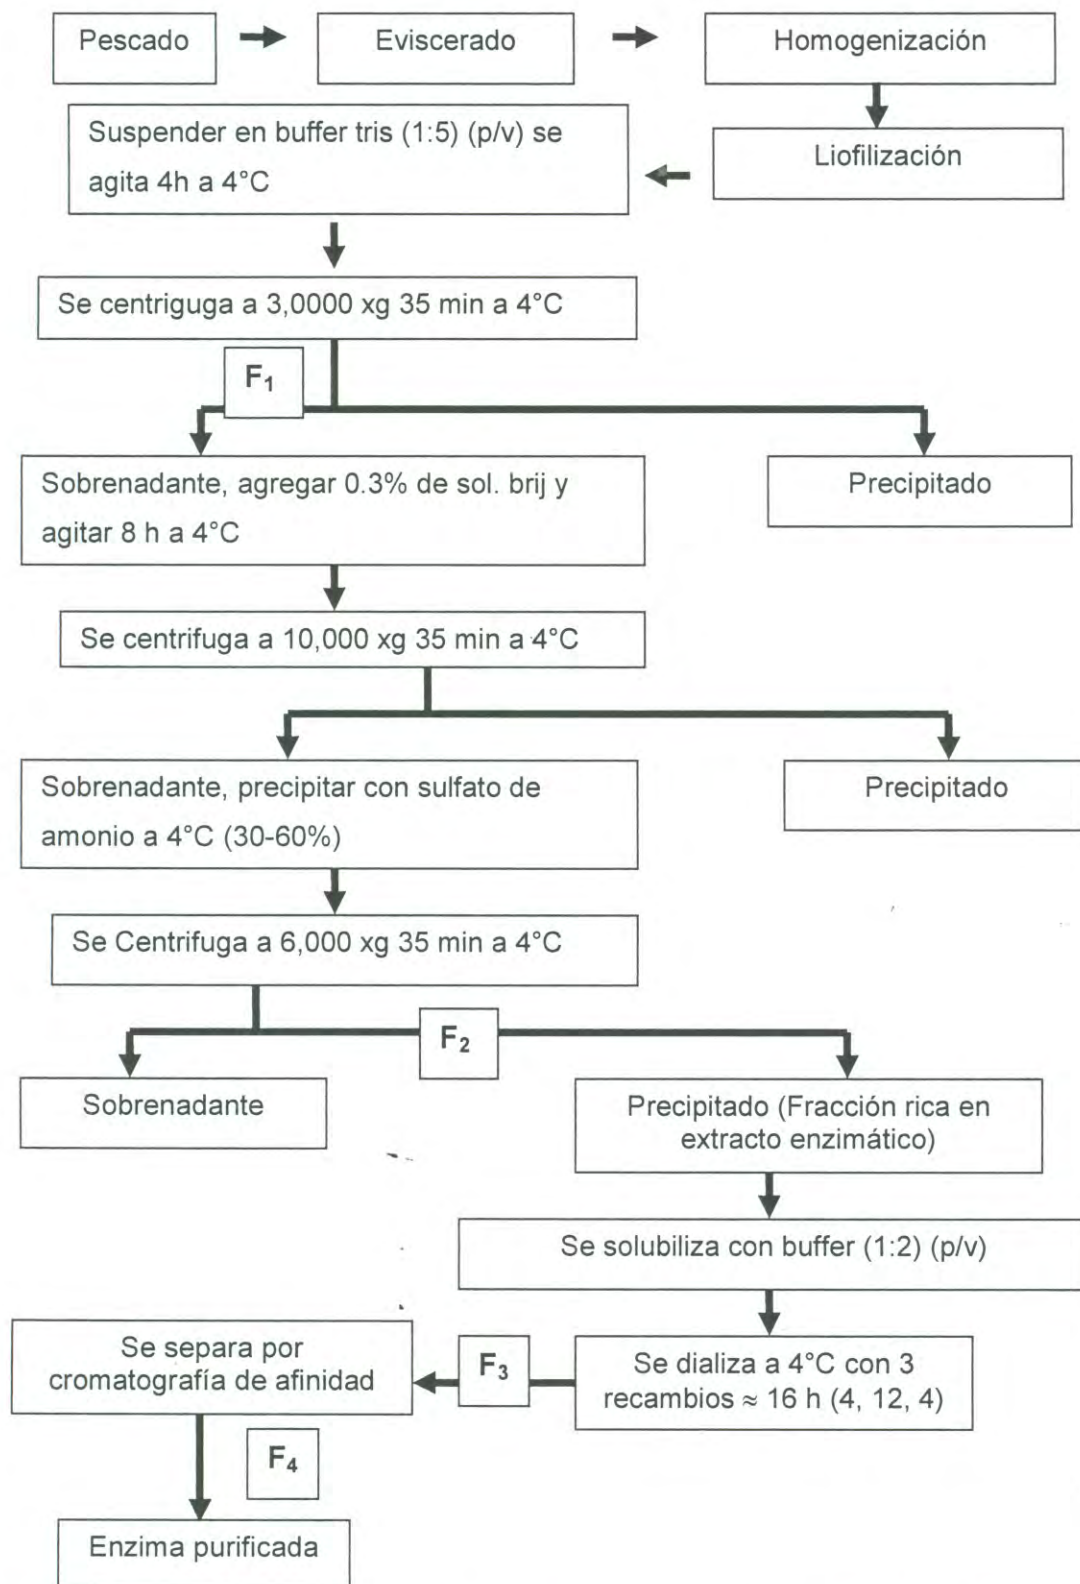 Pescado
Eviscerado
Homogenización
Suspender en buffer tris (1:5) (p/v) se
agita 4h a 4°C
Liofilización
Se centriguga a 3,0000 xg 35 min a 4°C
F₁
Sobrenadante, agregar 0.3% de sol. brij y
agitar 8 h a 4°C
Precipitado
Se centrifuga a 10,000 xg 35 min a 4°C
Sobrenadante, precipitar con sulfato de
amonio a 4°C (30-60%)
Precipitado
Se Centrifuga a 6,000 xg 35 min a 4°C
F₂
Sobrenadante
Precipitado (Fracción rica en
extracto enzimático)
Se solubiliza con buffer (1:2) (p/v)
Se separa por
cromatografía de afinidad
F₃
Se dializa a 4°C con 3
recambios ≈ 16 h (4, 12, 4)
F₄
Enzima purificada